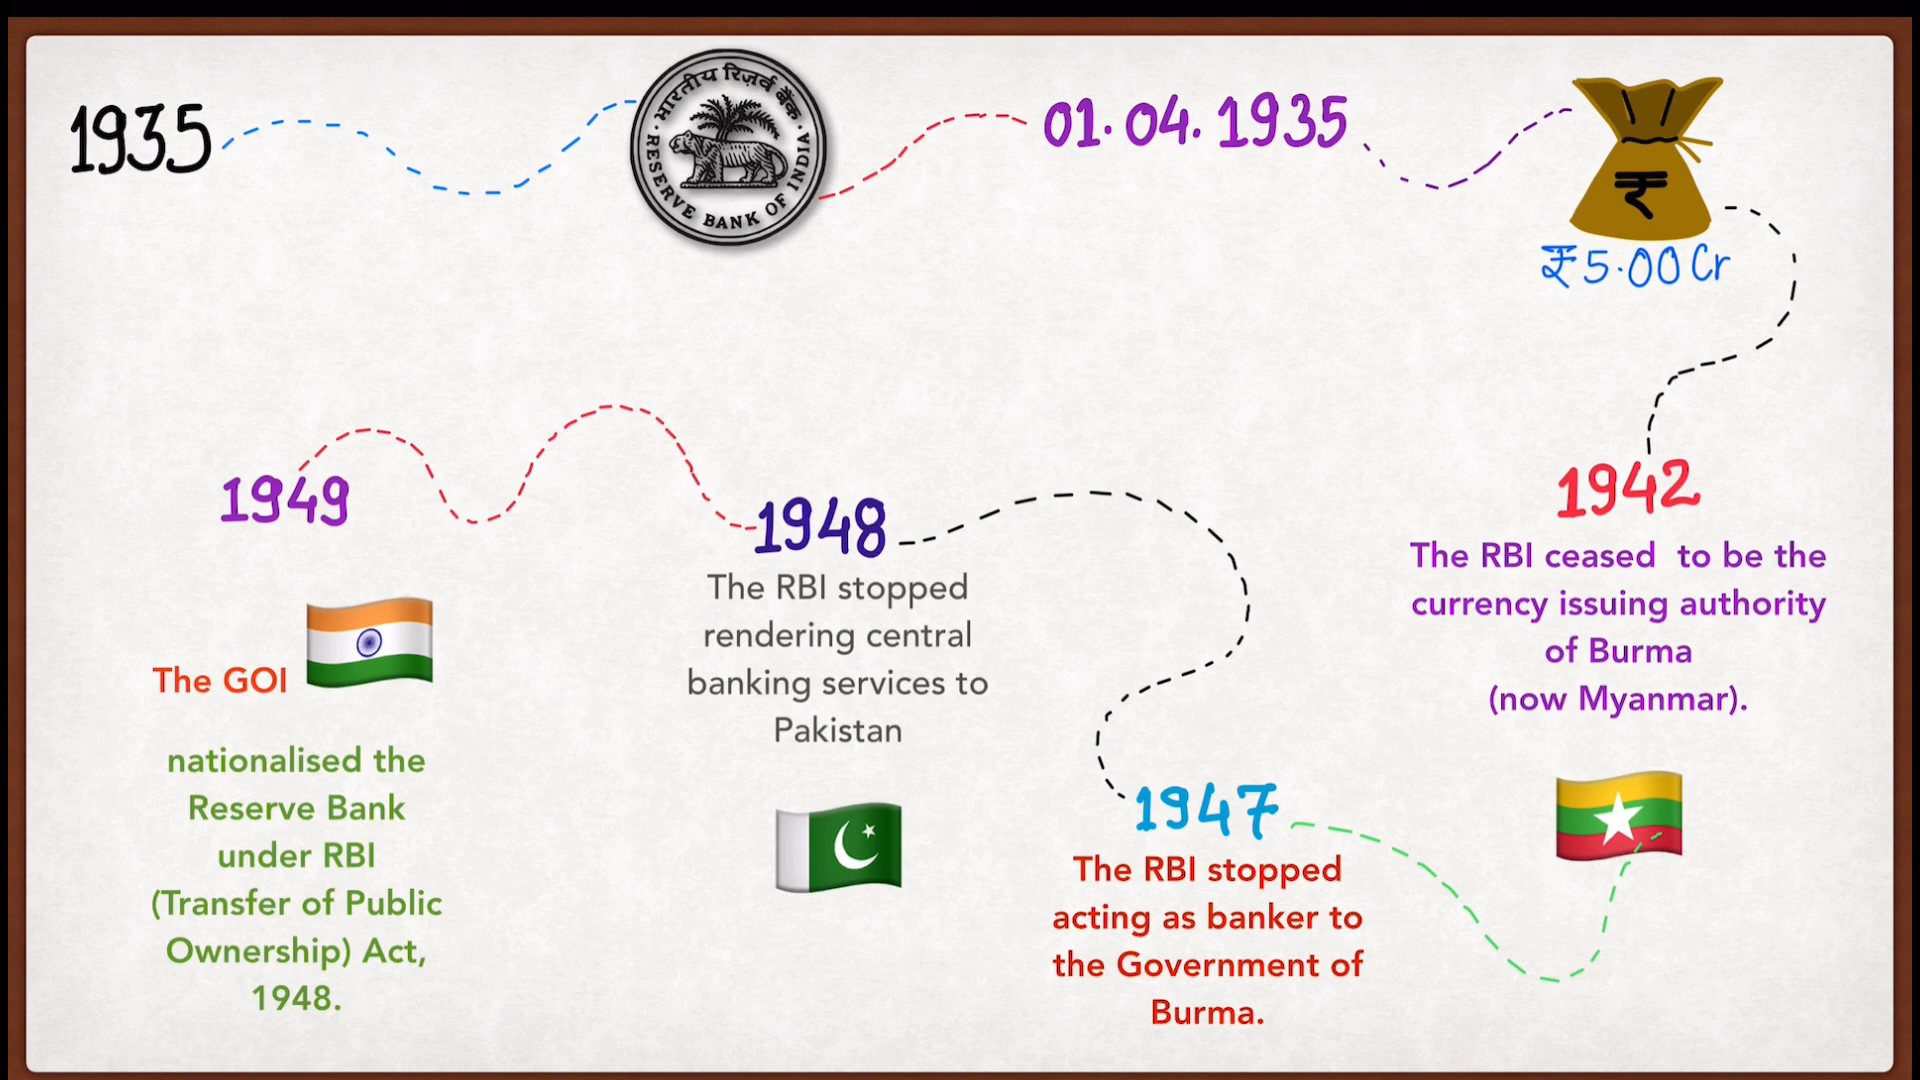 1935
भारतीय रिज़र्व बैंक
RESERVE BANK OF INDIA
01.04.1935
₹
₹5.00 Cr
1942
The RBI ceased to be the
currency issuing authority
of Burma
(now Myanmar).
1947
The RBI stopped
acting as banker to
the Government of
Burma.
1948
The RBI stopped
rendering central
banking services to
Pakistan
1949
The GOI
nationalised the
Reserve Bank
under RBI
(Transfer of Public
Ownership) Act,
1948.